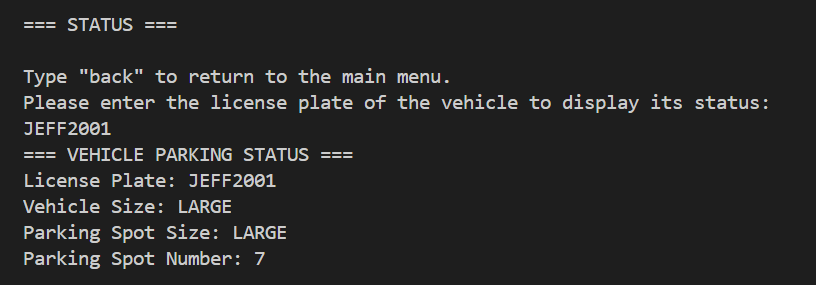 === STATUS ===
Type "back" to return to the main menu.
Please enter the license plate of the vehicle to display its status:
JEFF2001
=== VEHICLE PARKING STATUS ===
License Plate: JEFF2001
Vehicle Size: LARGE
Parking Spot Size: LARGE
Parking Spot Number: 7